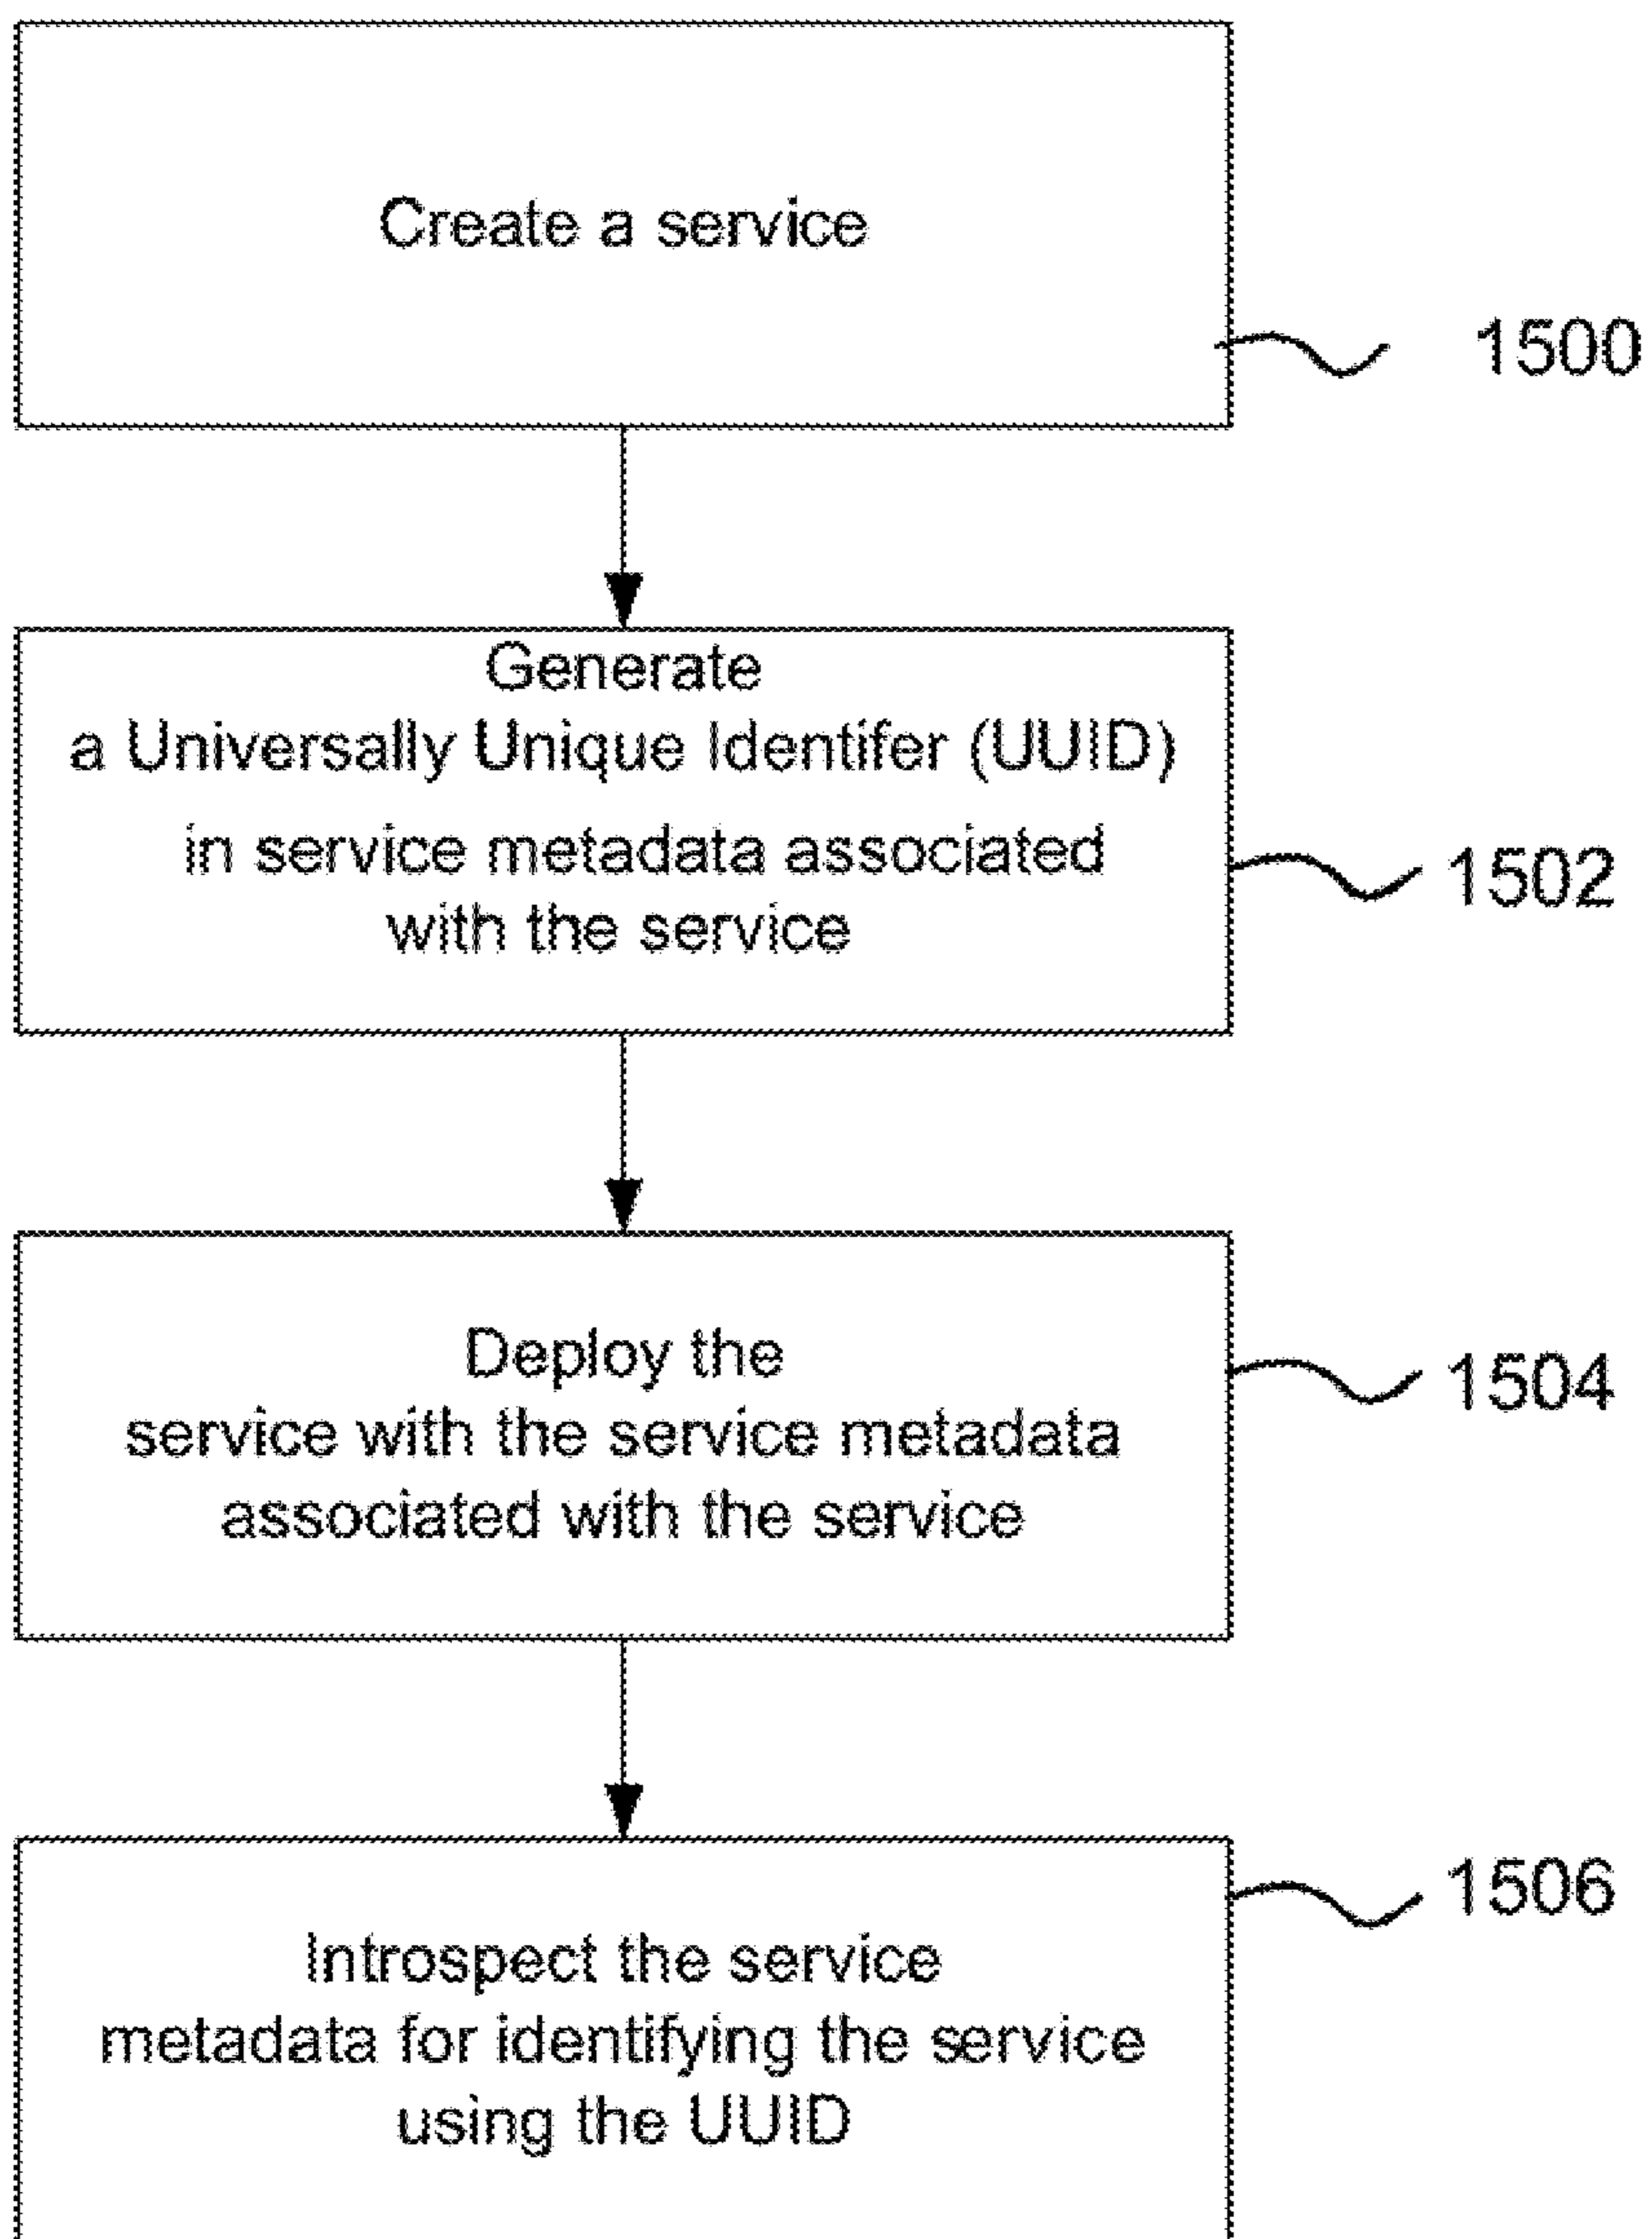 Create a service
1500
Generate
a Universally Unique Identifer (UUID)
in service metadata associated
with the service
1502
Deploy the
service with the service metadata
associated with the service
1504
Introspect the service
metadata for identifying the service
using the UUID
1506